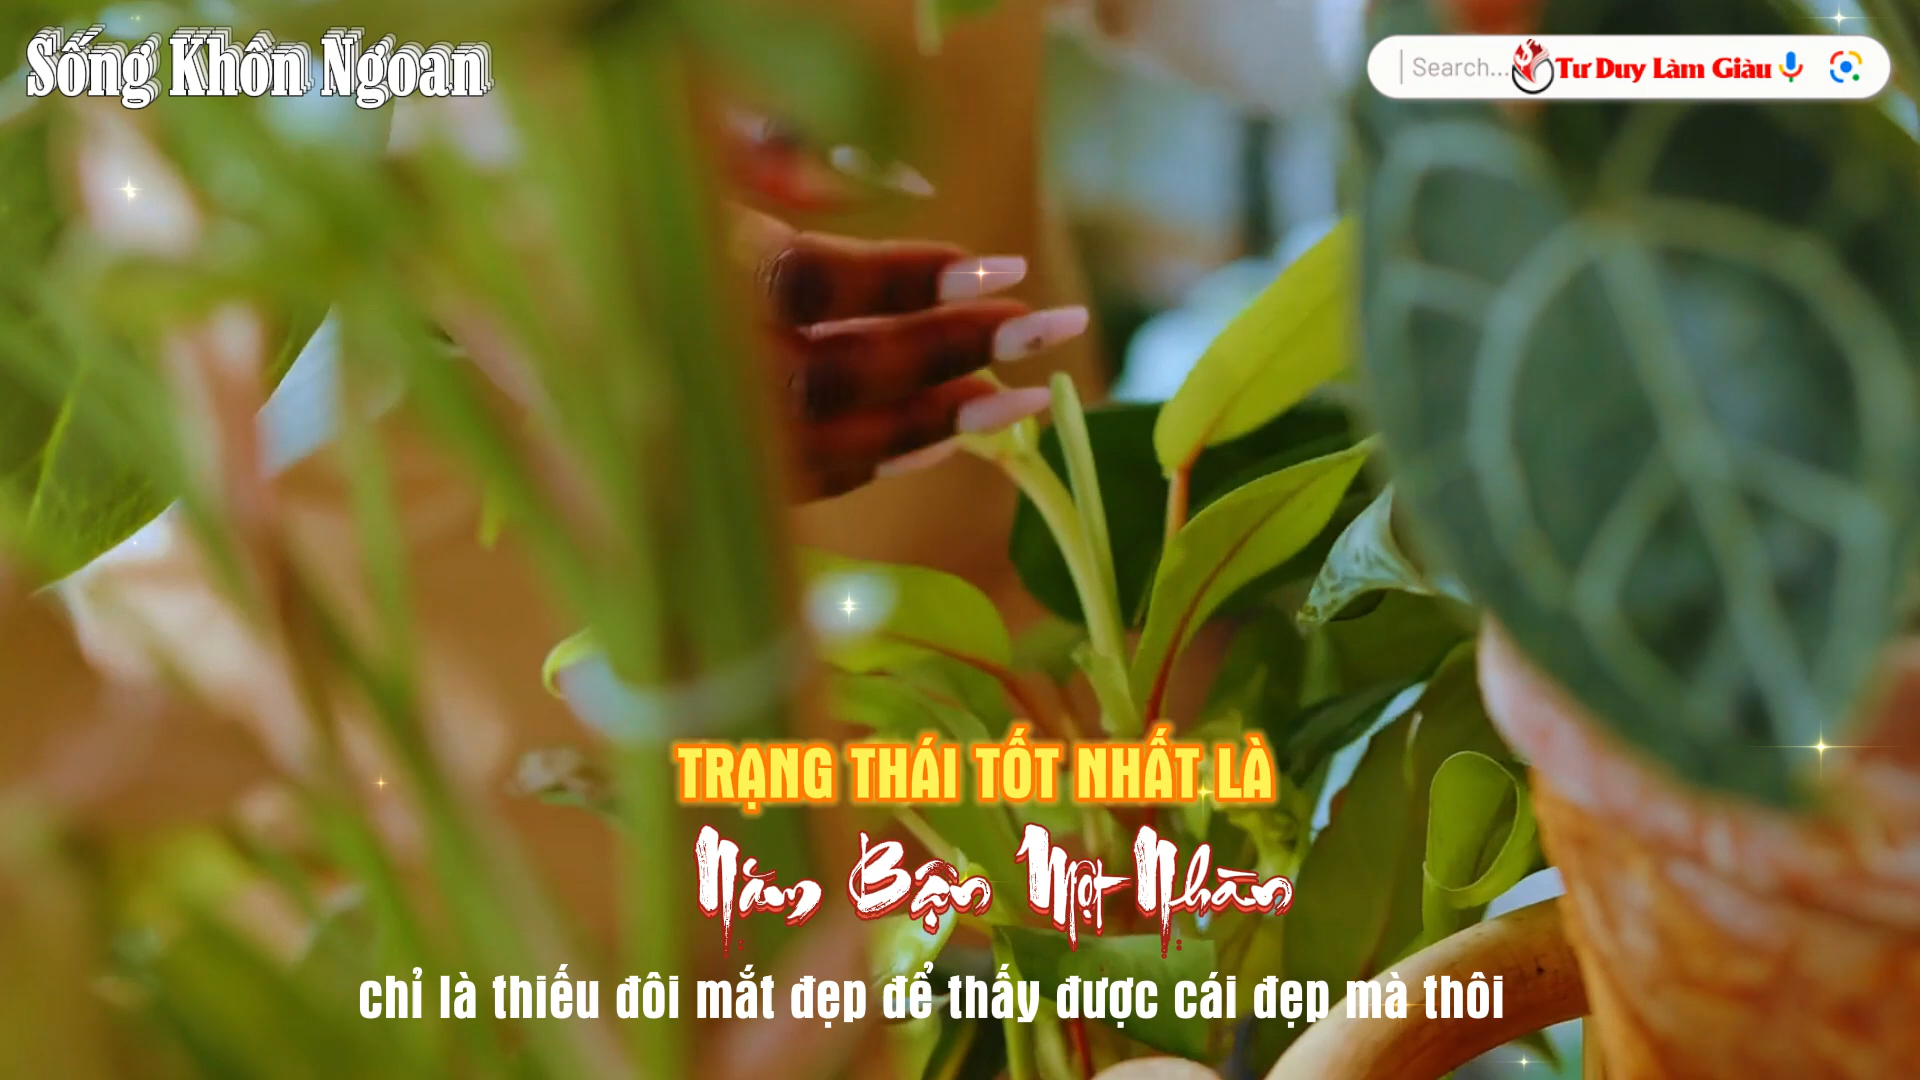 Sống Khôn Ngoan
Search... Tư Duy Làm Giàu
TRẠNG THÁI TỐT NHẤT LÀ
Năm Bận Một Nhàn
chỉ là thiếu đôi mắt đẹp để thấy được cái đẹp mà thôi